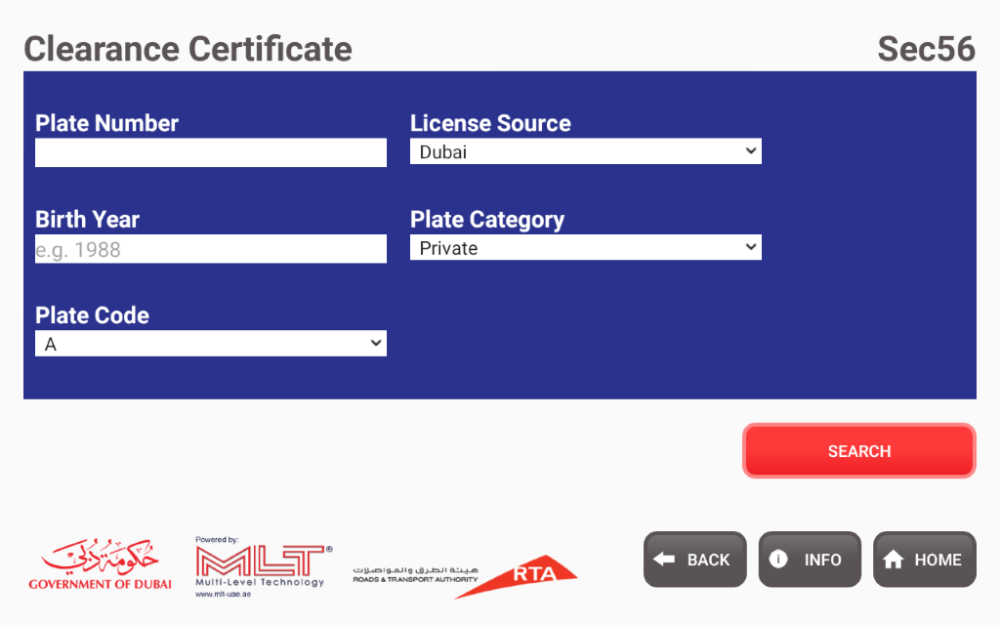 Clearance Certificate
Sec56
Plate Number
License Source
Dubai
Birth Year
Plate Category
e.g. 1988
Private
Plate Code
A
SEARCH
حكومة دبي
GOVERNMENT OF DUBAI
Powered by:
MLT®
Multi-Level Technology
www.mlt-uae.ae
هيئة الطرق والمواصلات
ROADS & TRANSPORT AUTHORITY
RTA
BACK
INFO
HOME